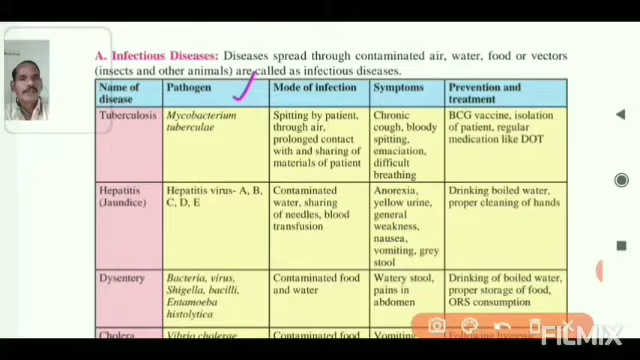 A. Infectious Diseases: Diseases spread through contaminated air, water, food or vectors
(insects and other animals) are called as infectious diseases.
Name of disease | Pathogen | Mode of infection | Symptoms | Prevention and treatment
Tuberculosis
Mycobacterium
tuberculae
Spitting by patient,
through air,
prolonged contact
with and sharing of
materials of patient
Chronic
cough, bloody
spitting,
emaciation,
difficult
breathing
BCG vaccine, isolation
of patient, regular
medication like DOT
Hepatitis
(Jaundice)
Hepatitis virus- A, B,
C, D, E
Contaminated
water, sharing
of needles, blood
transfusion
Anorexia,
yellow urine,
general
weakness,
nausea,
vomiting, grey
stool
Drinking boiled water,
proper cleaning of hands
Dysentery
Bacteria, virus,
Shigella, bacilli,
Entamoeba
histolytica
Contaminated food
and water
Watery stool,
pains in
abdomen
Drinking of boiled water,
proper storage of food,
ORS consumption
Cholera
Vibria cholerae
Contaminated food
Vomiting,
Following hygienic
FILMIX